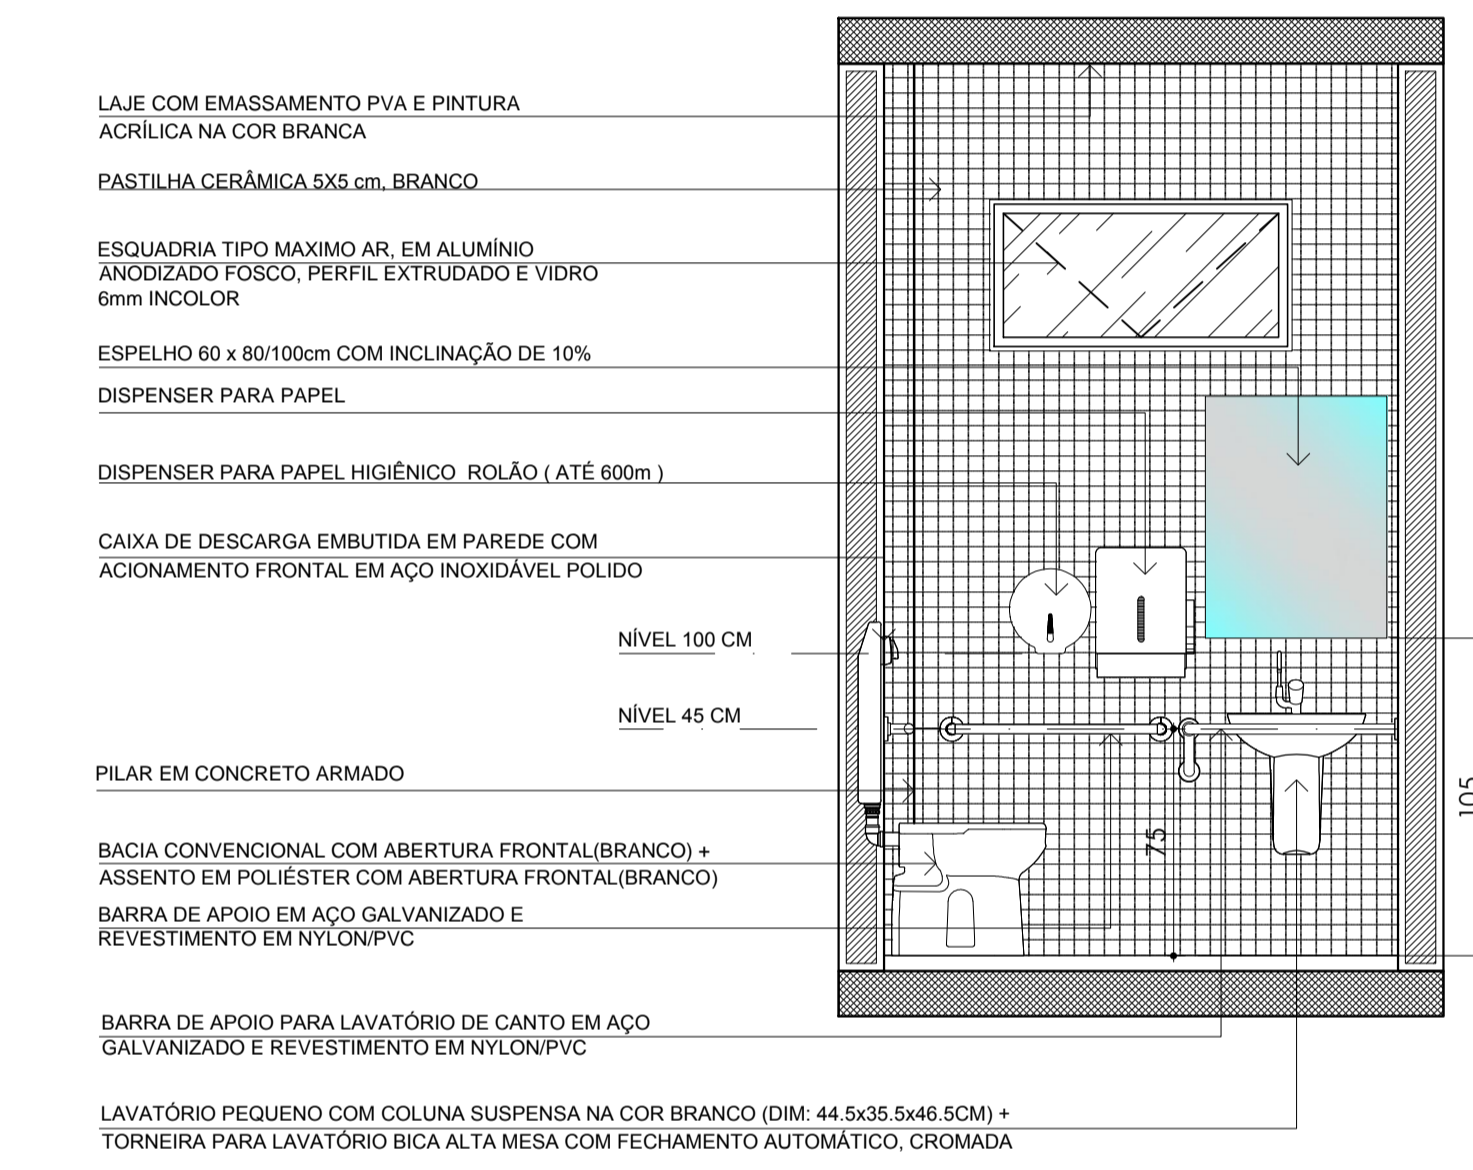 LAJE COM EMASSAMENTO PVA E PINTURA
ACRÍLICA NA COR BRANCA
PASTILHA CERÂMICA 5X5 cm, BRANCO
ESQUADRIA TIPO MAXIMO AR, EM ALUMÍNIO
ANODIZADO FOSCO, PERFIL EXTRUDADO E VIDRO
6mm INCOLOR
ESPELHO 60 x 80/100cm COM INCLINAÇÃO DE 10%
DISPENSER PARA PAPEL
DISPENSER PARA PAPEL HIGIÊNICO ROLÃO ( ATÉ 600m )
CAIXA DE DESCARGA EMBUTIDA EM PAREDE COM
ACIONAMENTO FRONTAL EM AÇO INOXIDÁVEL POLIDO
NÍVEL 100 CM
NÍVEL 45 CM
PILAR EM CONCRETO ARMADO
BACIA CONVENCIONAL COM ABERTURA FRONTAL(BRANCO) +
ASSENTO EM POLIÉSTER COM ABERTURA FRONTAL(BRANCO)
BARRA DE APOIO EM AÇO GALVANIZADO E
REVESTIMENTO EM NYLON/PVC
BARRA DE APOIO PARA LAVATÓRIO DE CANTO EM AÇO
GALVANIZADO E REVESTIMENTO EM NYLON/PVC
LAVATÓRIO PEQUENO COM COLUNA SUSPENSA NA COR BRANCO (DIM: 44.5x35.5x46.5CM) +
TORNEIRA PARA LAVATÓRIO BICA ALTA MESA COM FECHAMENTO AUTOMÁTICO, CROMADA
75
105